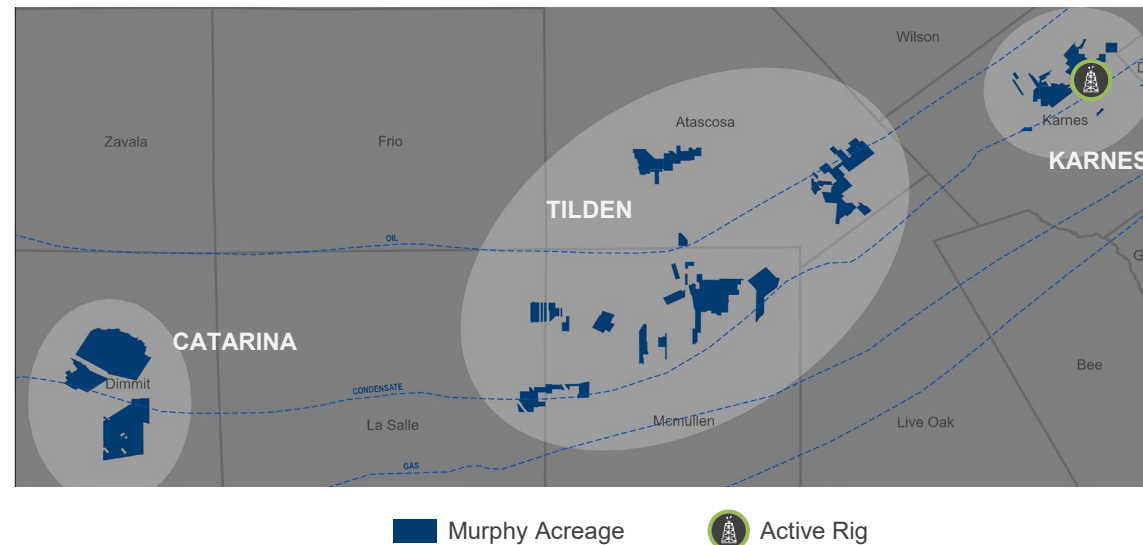 Wilson
Zavala
Frio
Atascosa
Karnes
KARNES
TILDEN
OIL
CATARINA
Dimmit
CONDENSATE
La Salle
Mcmullen
Live Oak
Bee
GAS
Murphy Acreage
Active Rig